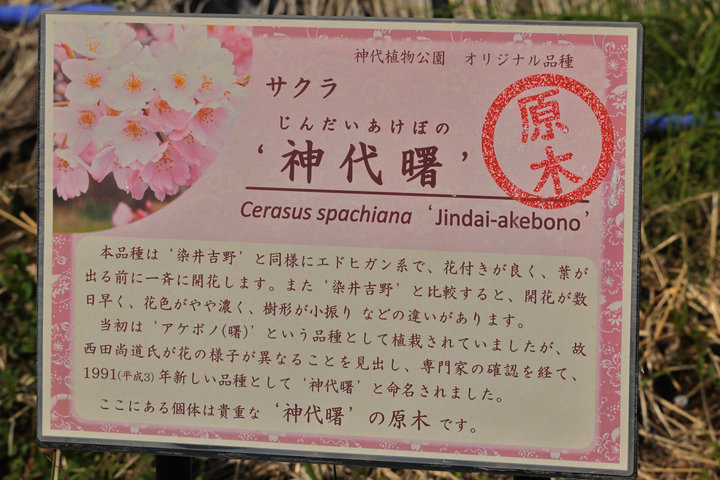 神代植物公園　オリジナル品種
サクラ
じんだいあけぼの
‘神代曙’
Cerasus spachiana ‘Jindai-akebono’
原木
本品種は‘染井吉野’と同様にエドヒガン系で、花付きが良く、葉が
出る前に一斉に開花します。また‘染井吉野’と比較すると、開花が数
日早く、花色がやや濃く、樹形が小振り などの違いがあります。
当初は‘アケボノ(曙)’という品種として植栽されていましたが、故
西田尚道氏が花の様子が異なることを見出し、専門家の確認を経て、
1991(平成3)年新しい品種として‘神代曙’と命名されました。
ここにある個体は貴重な ‘神代曙’の原木 です。